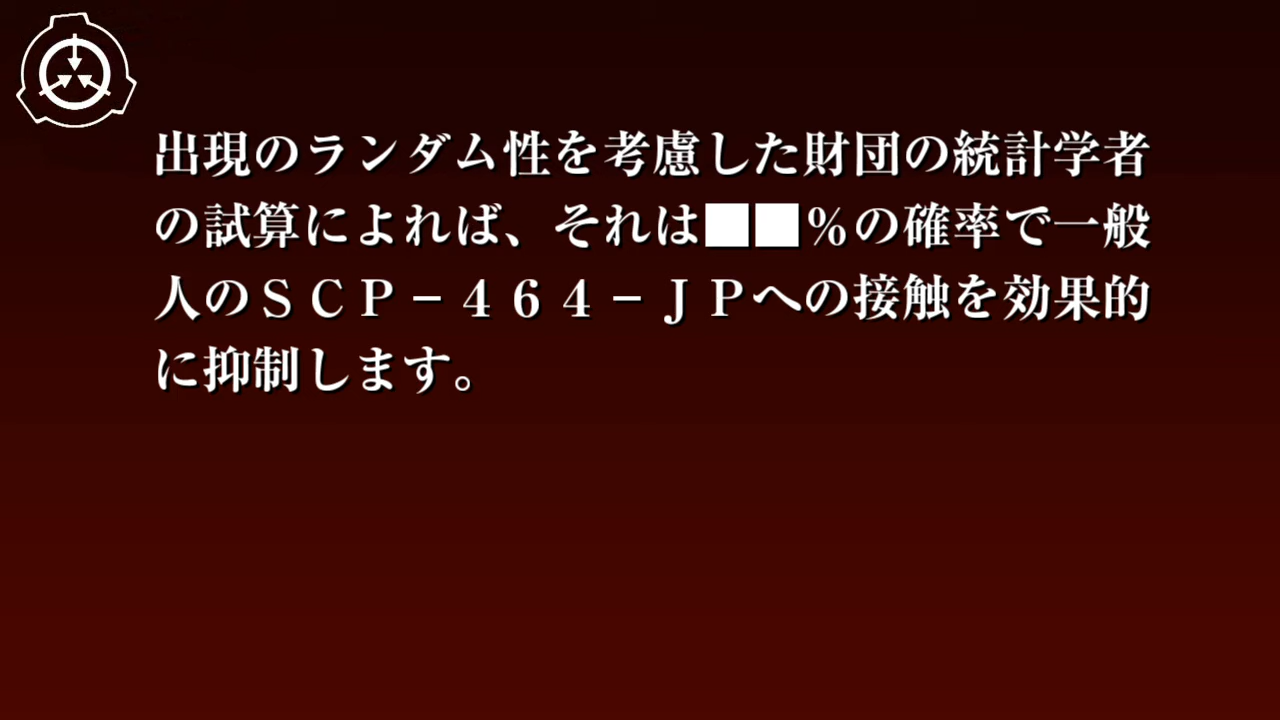 出現のランダム性を考慮した財団の統計学者
の試算によれば、それは■■％の確率で一般
人のＳＣＰ－４６４－ＪＰへの接触を効果的
に抑制します。